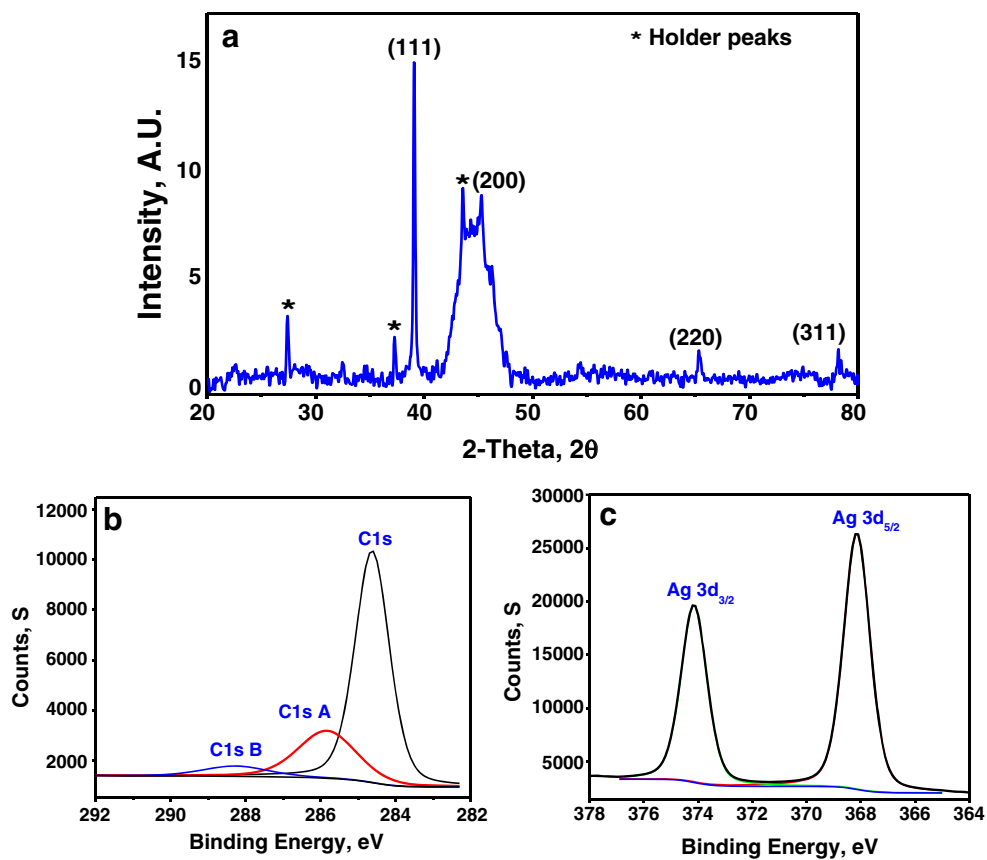 a
* Holder peaks
(111)
* (200)
*
*
(220)
(311)
Intensity, A.U.
15
10
5
0
20 30 40 50 60 70 80
2-Theta, 2θ
b
C1s
C1s A
C1s B
Counts, S
12000
10000
8000
6000
4000
2000
292 290 288 286 284 282
Binding Energy, eV
c
Ag 3d5/2
Ag 3d3/2
Counts, S
30000
25000
20000
15000
10000
5000
378 376 374 372 370 368 366 364
Binding Energy, eV